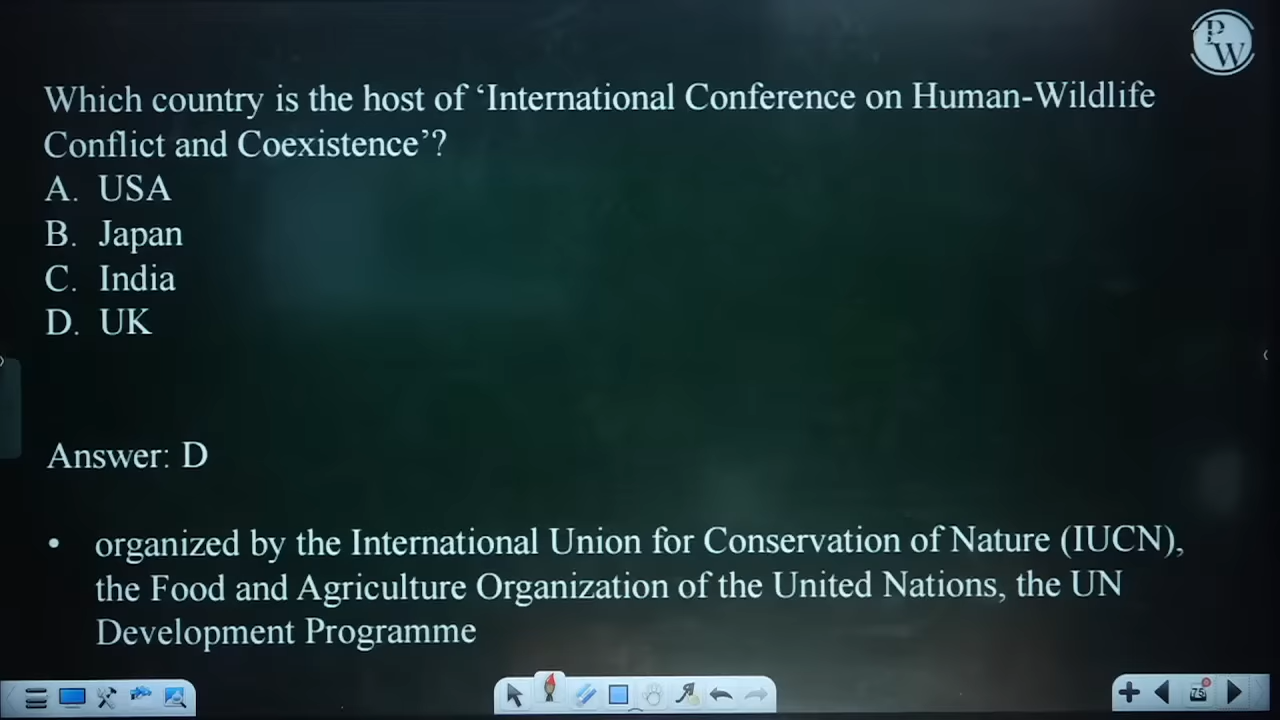 PW
Which country is the host of ‘International Conference on Human-Wildlife
Conflict and Coexistence’?
A. USA
B. Japan
C. India
D. UK
Answer: D
• organized by the International Union for Conservation of Nature (IUCN),
the Food and Agriculture Organization of the United Nations, the UN
Development Programme
75